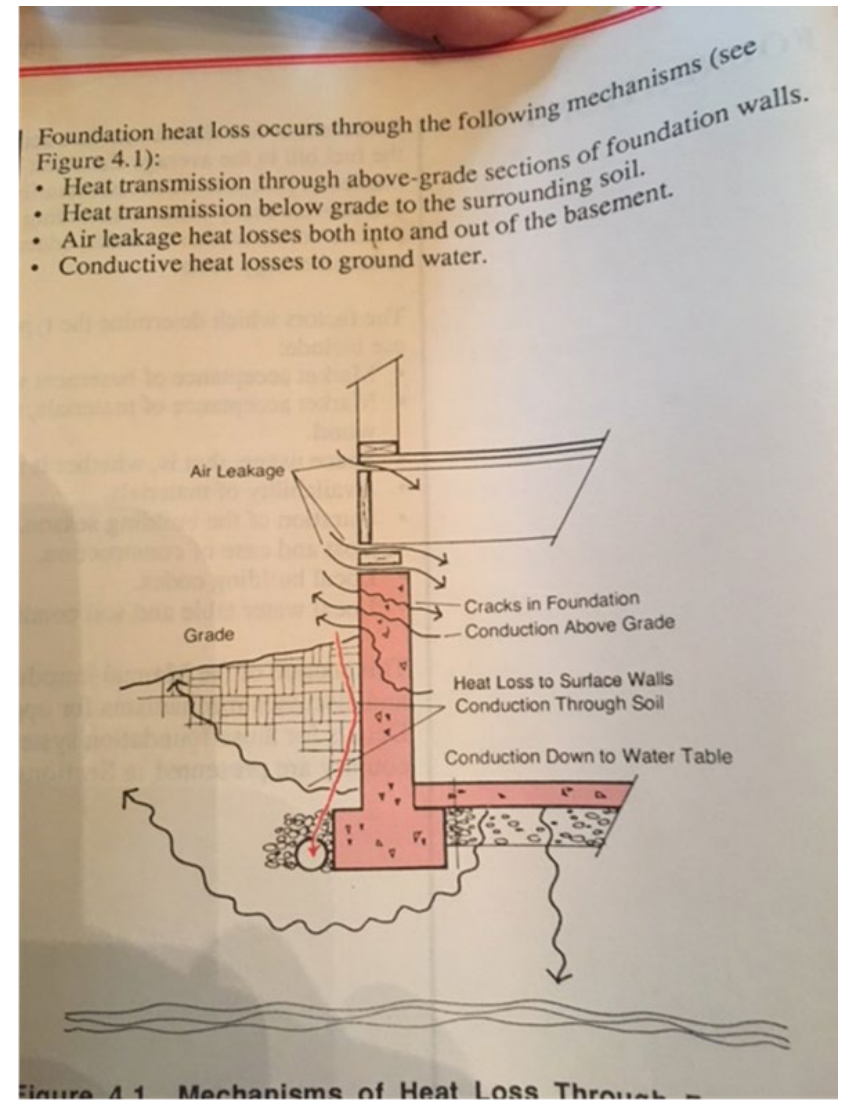 Foundation heat loss occurs through the following mechanisms (see
Figure 4.1):
• Heat transmission through above-grade sections of foundation walls.
• Heat transmission below grade to the surrounding soil.
• Air leakage heat losses both into and out of the basement.
• Conductive heat losses to ground water.
Air Leakage
Cracks in Foundation
Conduction Above Grade
Grade
Heat Loss to Surface Walls
Conduction Through Soil
Conduction Down to Water Table
Figure 4.1 Mechanisms of Heat Loss Through